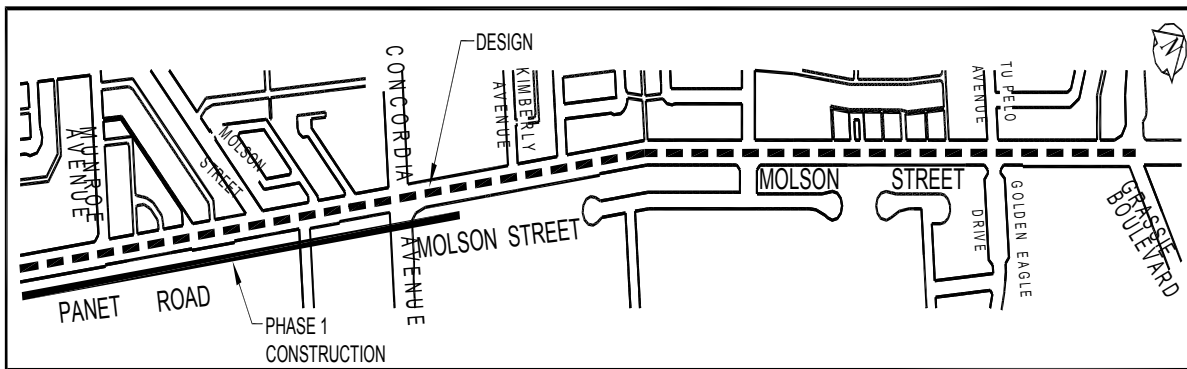 DESIGN
N
CONCORDIA
AVENUE
KIMBERLY
AVENUE
TUPELO
AVENUE
MUNROE
AVENUE
MOLSON
STREET
MOLSON STREET
MOLSON STREET
GOLDEN EAGLE
DRIVE
GRASSIE
BOULEVARD
PANET ROAD
PHASE 1
CONSTRUCTION